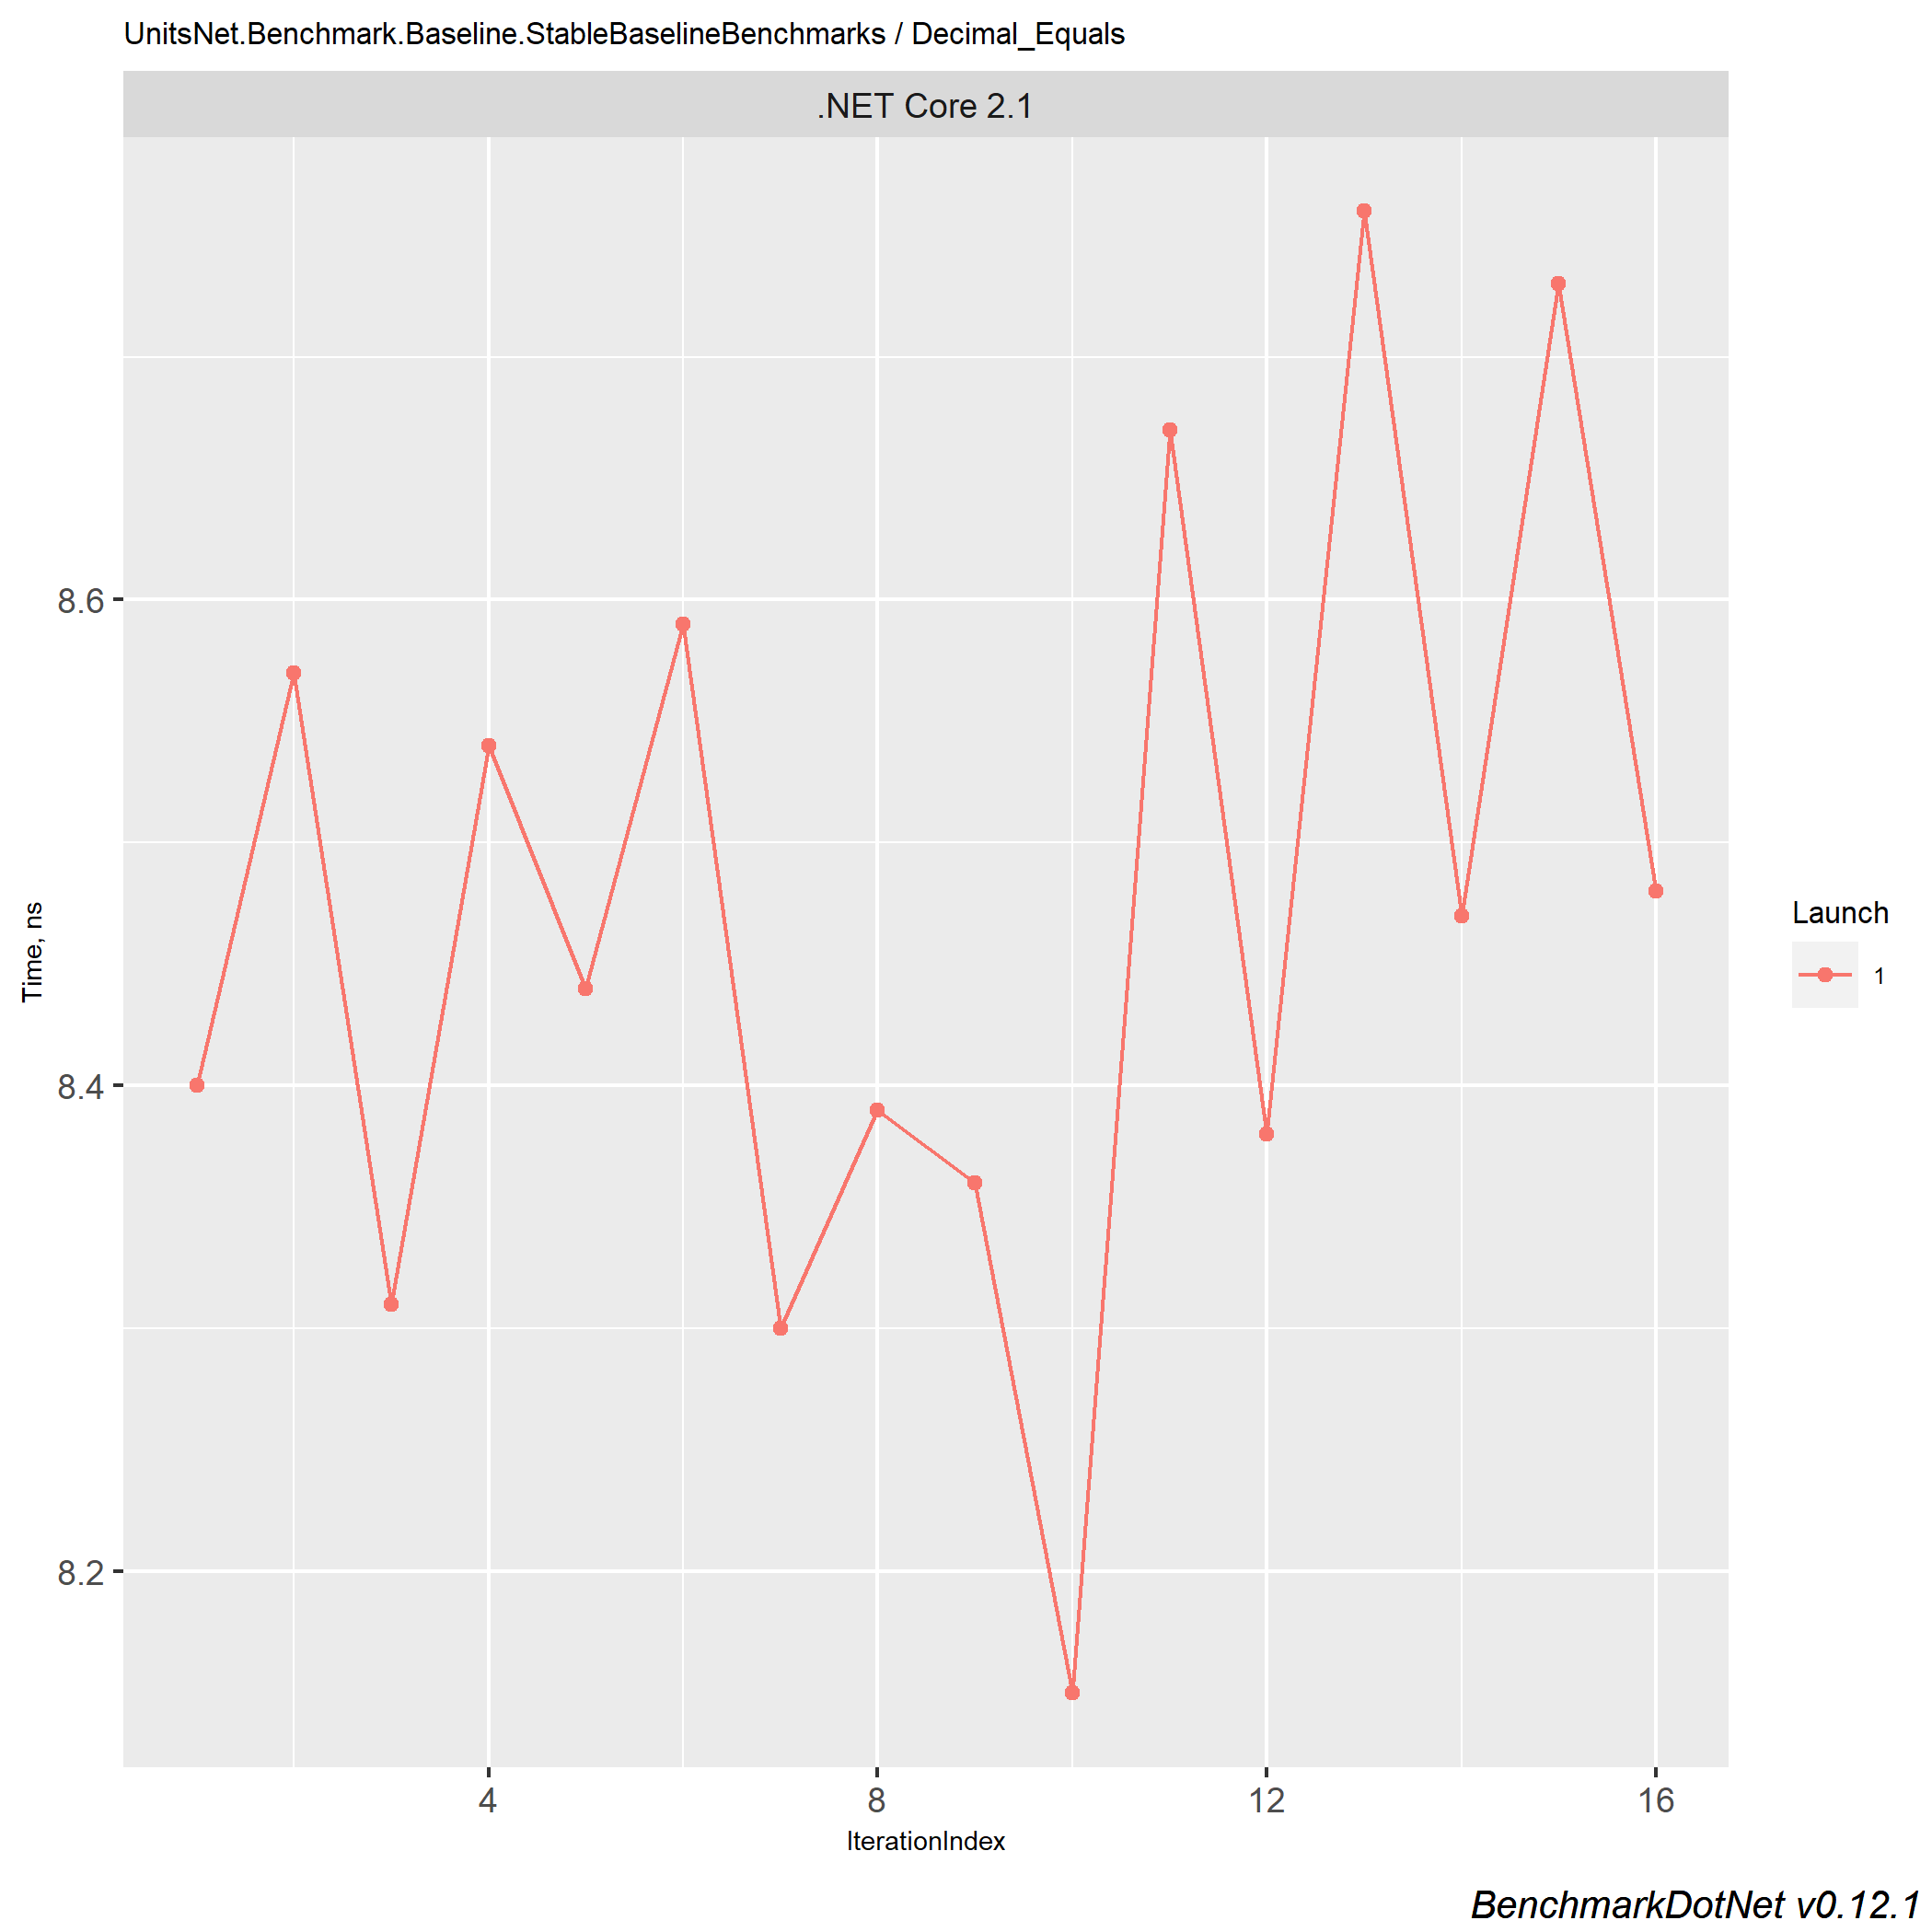 UnitsNet.Benchmark.Baseline.StableBaselineBenchmarks / Decimal_Equals
.NET Core 2.1
8.6
8.4
8.2
Time, ns
4 8 12 16
IterationIndex
Launch
1
BenchmarkDotNet v0.12.1